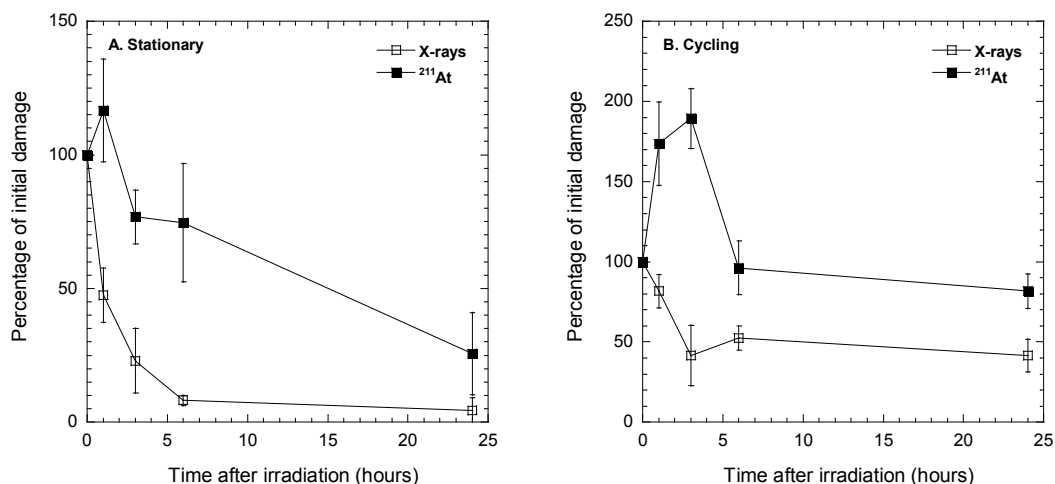 A. Stationary
X-rays
²¹¹At
Percentage of initial damage
150
100
50
0
0 5 10 15 20 25
Time after irradiation (hours)
B. Cycling
X-rays
²¹¹At
Percentage of initial damage
250
200
150
100
50
0
0 5 10 15 20 25
Time after irradiation (hours)